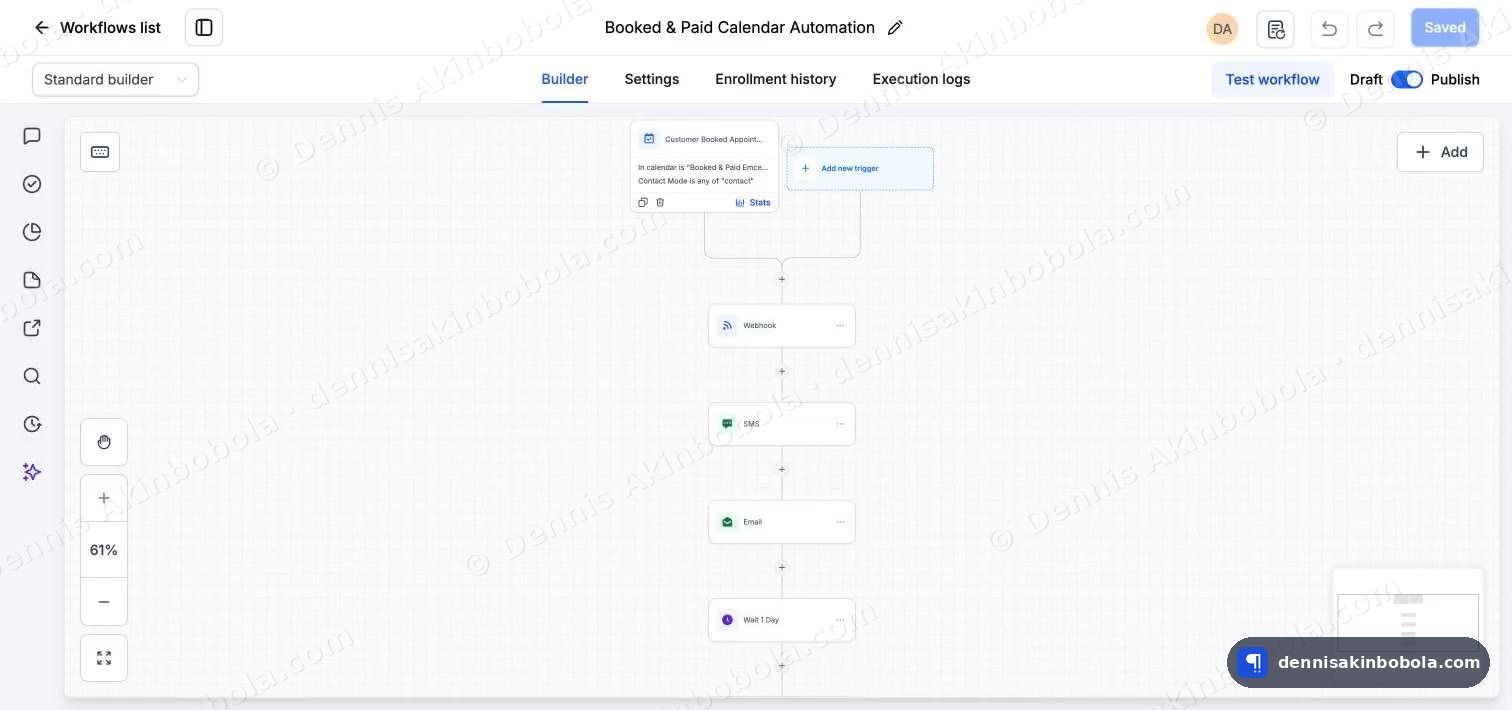 Workflows list
Booked & Paid Calendar Automation
DA
Saved
Standard builder
Builder
Settings
Enrollment history
Execution logs
Test workflow
Draft
Publish
Customer Booked Appoint...
In calendar is "Booked & Paid Emce...
Contact Mode is any of "contact"
Stats
Add new trigger
Add
Webhook
SMS
Email
Wait 1 Day
61%
dennisakinbobola.com
© Dennis Akinbobola · dennisakinbobola.com